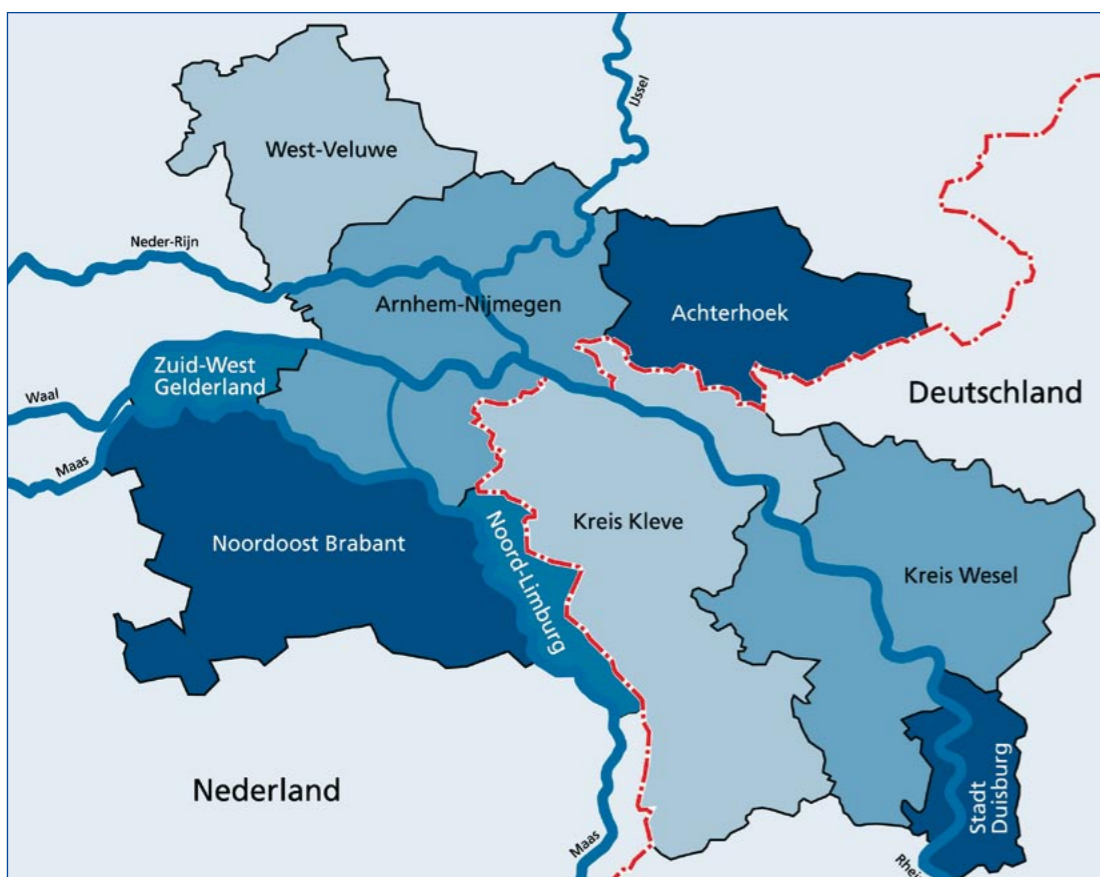 IJssel
West-Veluwe
Neder-Rijn
Arnhem-Nijmegen
Achterhoek
Zuid-West
Gelderland
Waal
Deutschland
Maas
Noordoost Brabant
Noord-Limburg
Kreis Kleve
Kreis Wesel
Nederland
Stadt
Duisburg
Maas